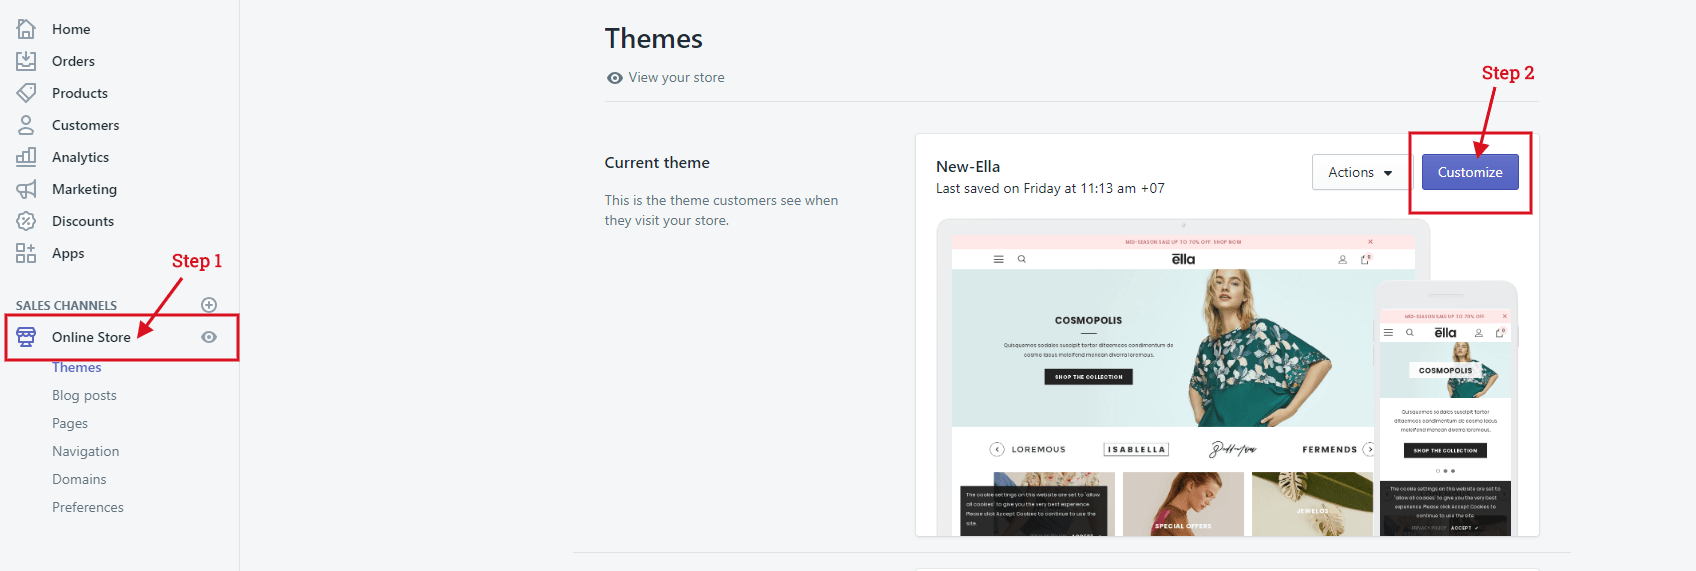 Home
Orders
Products
Customers
Analytics
Marketing
Discounts
Apps
Step 1
SALES CHANNELS
Online Store
Themes
Blog posts
Pages
Navigation
Domains
Preferences
Themes
View your store
Step 2
Current theme
This is the theme customers see when
they visit your store.
New-Ella
Last saved on Friday at 11:13 am +07
Actions
Customize
MID-SEASON SALE UP TO 70% OFF. SHOP NOW
ella
0
COSMOPOLIS
Quisquemos sodales suscipit tortor ditaemcos condimentum de
cosmo lacus meleifend menean diverra loremous.
SHOP THE COLLECTION
LOREMOUS
ISABLELLA
FERMENDS
The cookie settings on this website are set to 'allow
all cookies' to give you the very best experience.
Please click Accept Cookies to continue to use the
site.
SPECIAL OFFERS
JEWELOS
MID-SEASON SALE UP TO 70% OFF
ella
0
COSMOPOLIS
Quisquemos sodales suscipit tortor
ditaemcos condimentum de cosmo lacus
meleifend menean diverra loremous.
SHOP THE COLLECTION
The cookie settings on this website are set to
'allow all cookies' to give you the very best
experience. Please click Accept Cookies to
continue to use the site.
PRIVACY POLICY ACCEPT ✓